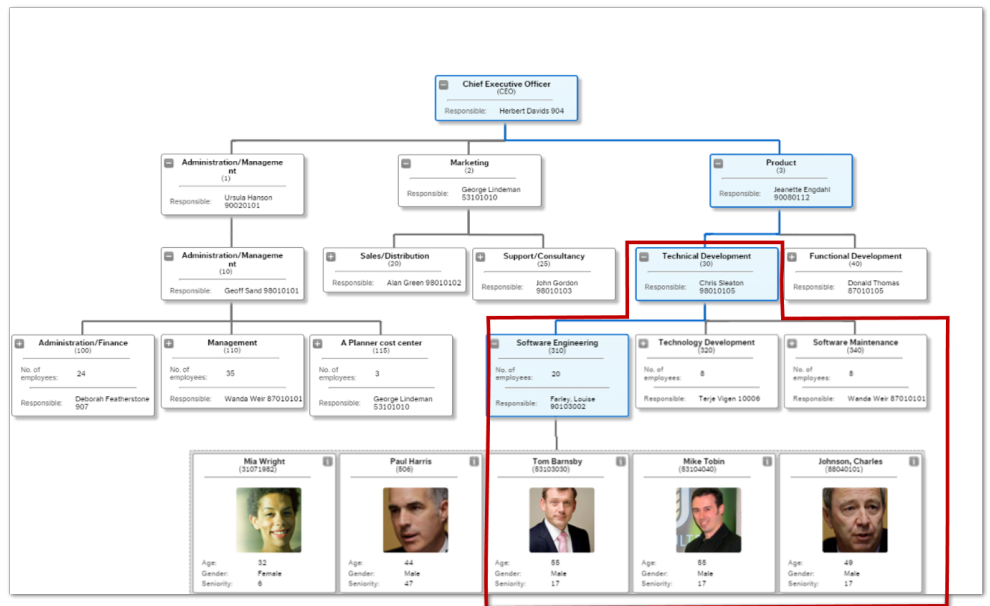 Chief Executive Officer
(CEO)
Responsible: Herbert Davids 904
Administration/Manageme
nt
(1)
Responsible: Ursula Hanson
90020101
Marketing
(2)
Responsible: George Lindeman
53101010
Product
(3)
Responsible: Jeanette Engdahl
90080112
Administration/Manageme
nt
(10)
Responsible: Geoff Sand 98010101
Sales/Distribution
(20)
Responsible: Alan Green 98010102
Support/Consultancy
(25)
Responsible: John Gordon
98010103
Technical Development
(30)
Responsible: Chris Sleaton
98010105
Functional Development
(40)
Responsible: Donald Thomas
87010105
Administration/Finance
(100)
No. of
employees: 24
Responsible: Deborah Featherstone
907
Management
(110)
No. of
employees: 35
Responsible: Wanda Weir 87010101
A Planner cost center
(115)
No. of
employees: 3
Responsible: George Lindeman
53101010
Software Engineering
(310)
No. of
employees: 20
Responsible: Farley, Louise
90103002
Technology Development
(320)
No. of
employees: 8
Responsible: Terje Vigen 10006
Software Maintenance
(340)
No. of
employees: 8
Responsible: Wanda Weir 87010101
Mia Wright
(31071982)
Age: 32
Gender: Female
Seniority: 6
Paul Harris
(506)
Age: 44
Gender: Male
Seniority: 47
Tom Barnsby
(53103030)
Age: 55
Gender: Male
Seniority: 17
Mike Tobin
(53104040)
Age: 55
Gender: Male
Seniority: 17
Johnson, Charles
(88040101)
Age: 49
Gender: Male
Seniority: 17